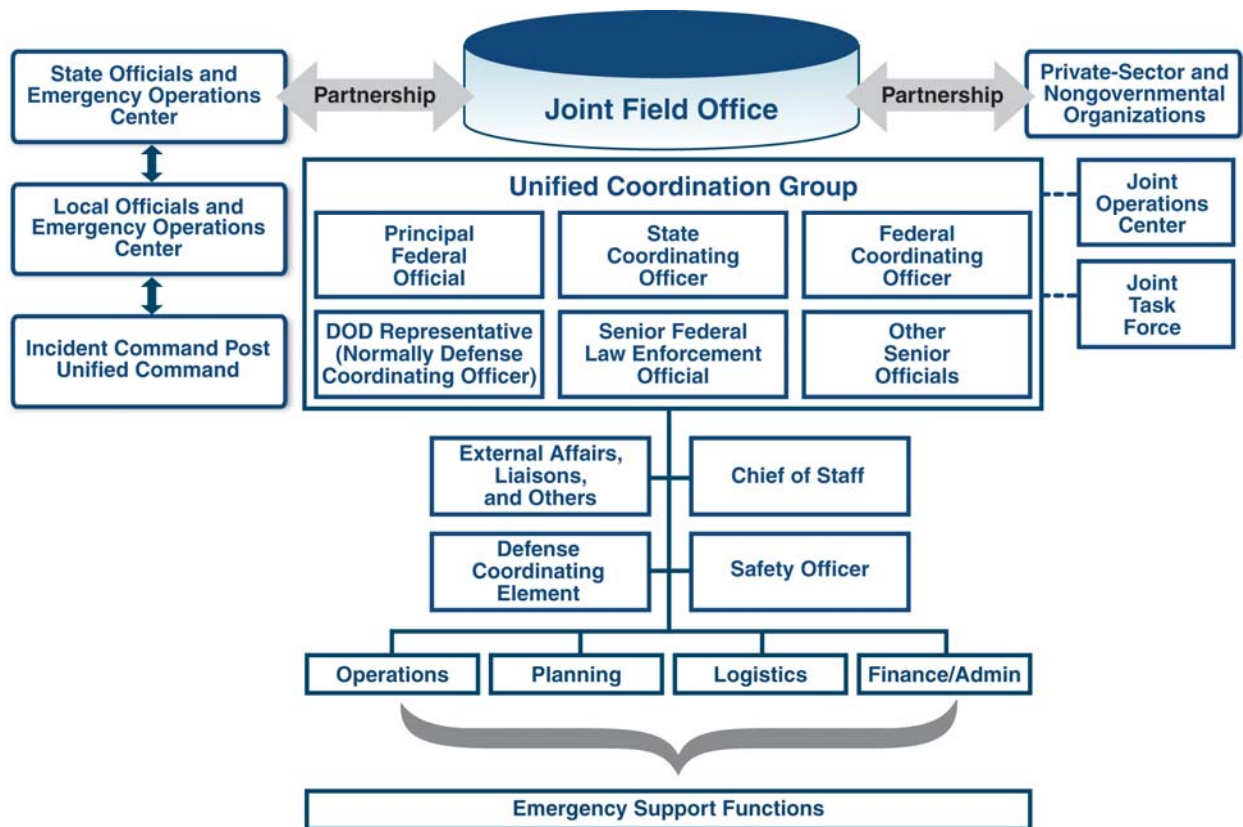 State Officials and
Emergency Operations
Center
Partnership
Joint Field Office
Partnership
Private-Sector and
Nongovernmental
Organizations
Local Officials and
Emergency Operations
Center
Incident Command Post
Unified Command
Unified Coordination Group
Principal
Federal
Official
State
Coordinating
Officer
Federal
Coordinating
Officer
DOD Representative
(Normally Defense
Coordinating Officer)
Senior Federal
Law Enforcement
Official
Other
Senior
Officials
Joint
Operations
Center
Joint
Task
Force
External Affairs,
Liaisons,
and Others
Chief of Staff
Defense
Coordinating
Element
Safety Officer
Operations
Planning
Logistics
Finance/Admin
Emergency Support Functions